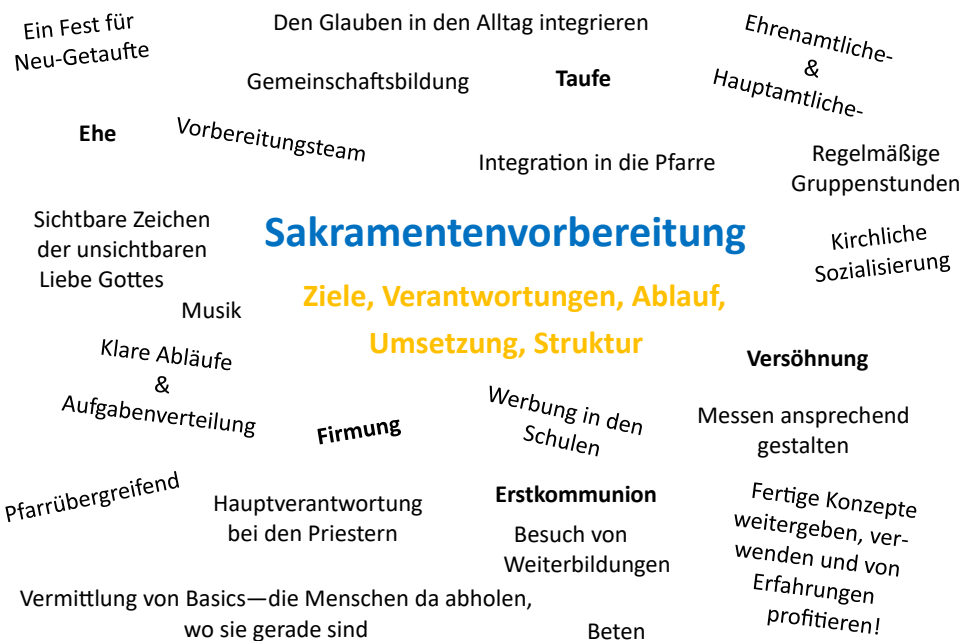 Ein Fest für
Neu-Getaufte
Den Glauben in den Alltag integrieren
Ehrenamtliche-
&
Hauptamtliche-
Gemeinschaftsbildung
Taufe
Ehe
Vorbereitungsteam
Integration in die Pfarre
Regelmäßige
Gruppenstunden
Sichtbare Zeichen
der unsichtbaren
Liebe Gottes
Sakramentenvorbereitung
Kirchliche
Sozialisierung
Musik
Ziele, Verantwortungen, Ablauf,
Umsetzung, Struktur
Klare Abläufe
&
Aufgabenverteilung
Versöhnung
Firmung
Werbung in den
Schulen
Messen ansprechend
gestalten
Pfarrübergreifend
Hauptverantwortung
bei den Priestern
Erstkommunion
Besuch von
Weiterbildungen
Fertige Konzepte
weitergeben, ver-
wenden und von
Erfahrungen
profitieren!
Vermittlung von Basics—die Menschen da abholen,
wo sie gerade sind
Beten